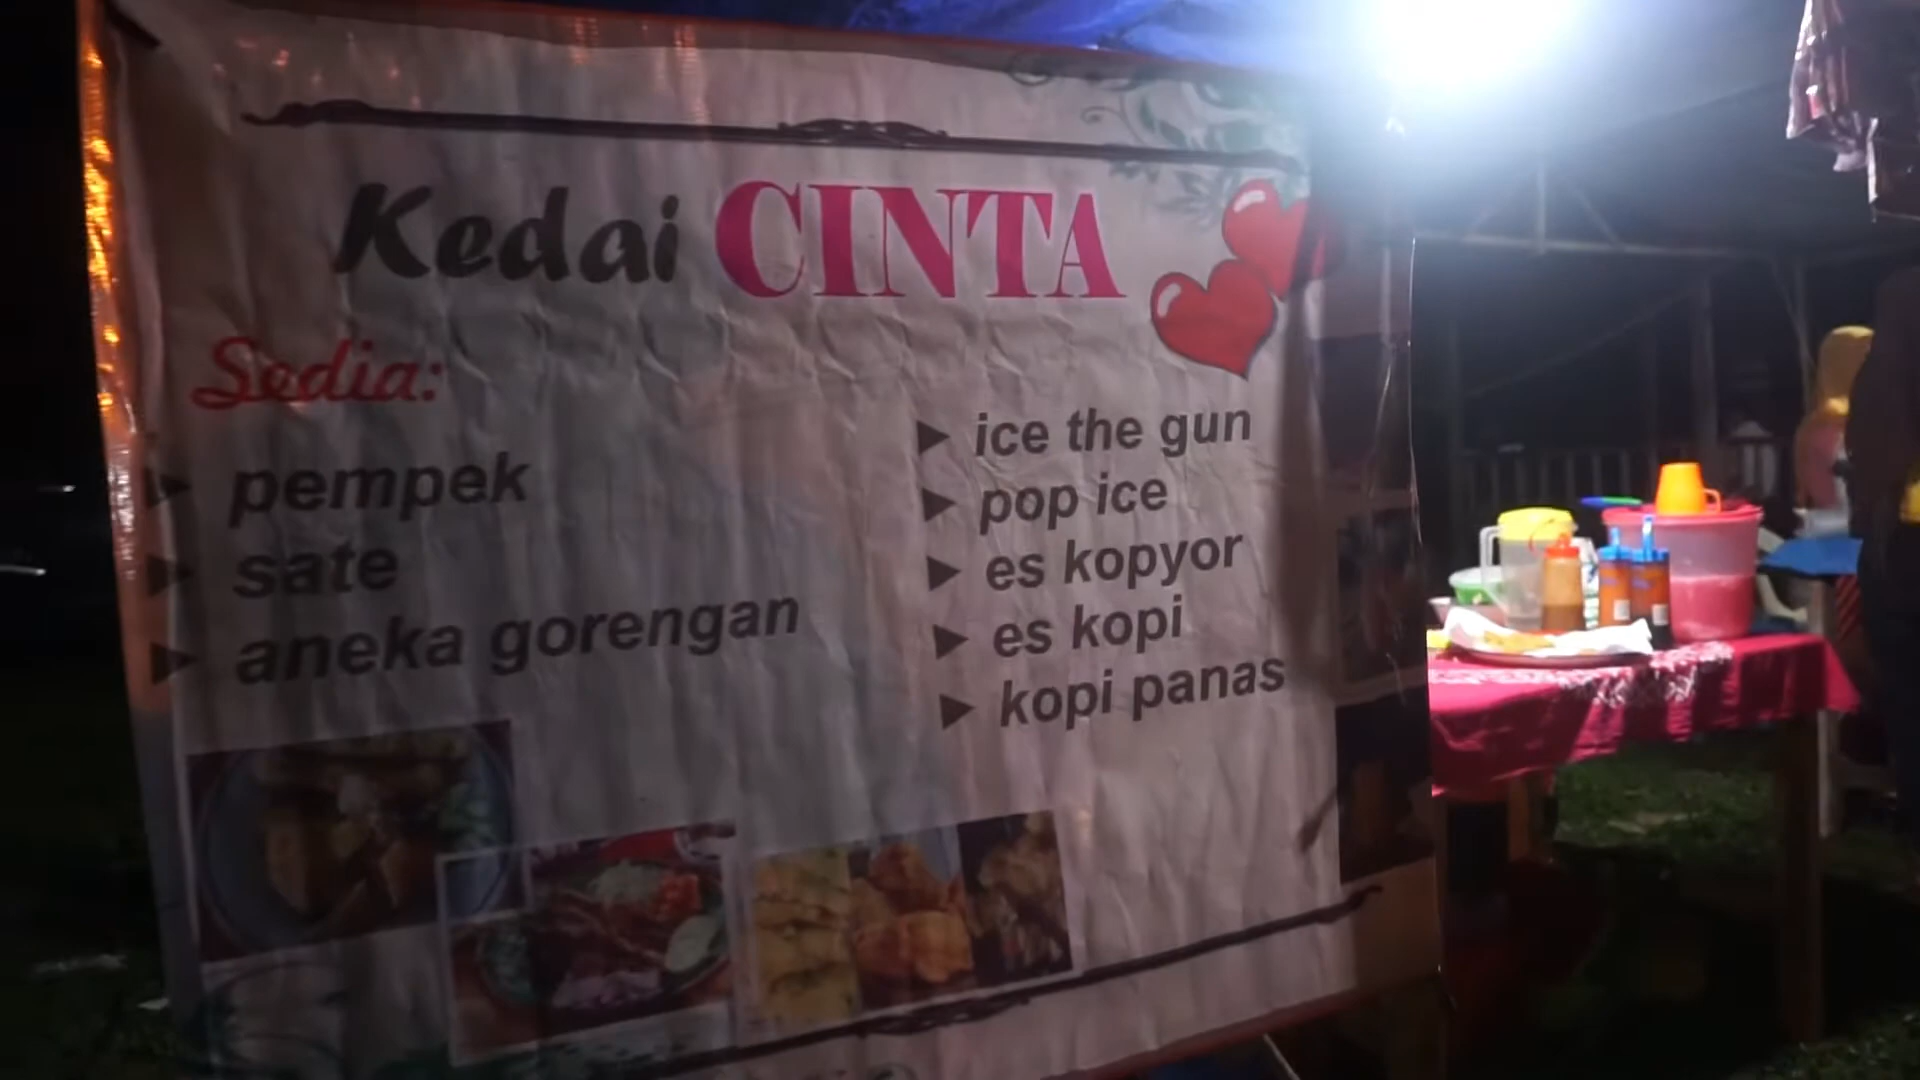 Kedai CINTA
Sedia:
pempek
sate
aneka gorengan
ice the gun
pop ice
es kopyor
es kopi
kopi panas